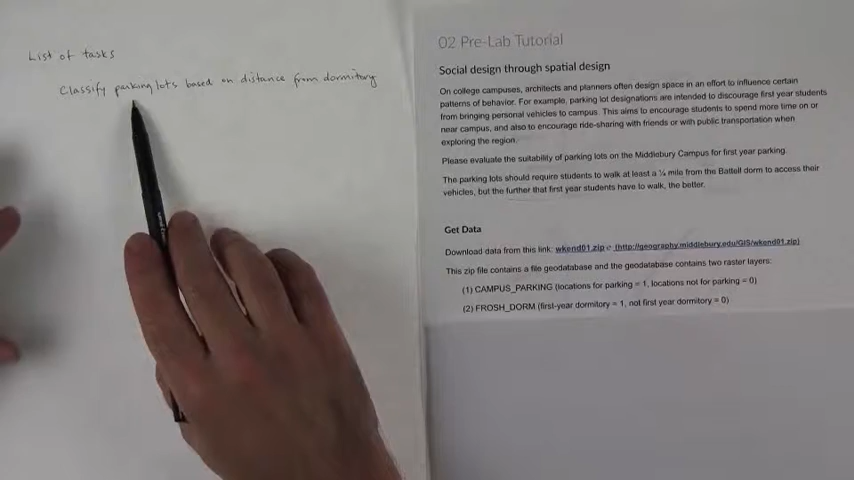 List of tasks
Classify parking lots based on distance from dormitory
02 Pre-Lab Tutorial
Social design through spatial design
On college campuses, architects and planners often design space in an effort to influence certain
patterns of behavior. For example, parking lot designations are intended to discourage first year students
from bringing personal vehicles to campus. This aims to encourage students to spend more time on or
near campus, and also to encourage ride-sharing with friends or with public transportation when
exploring the region.
Please evaluate the suitability of parking lots on the Middlebury Campus for first year parking.
The parking lots should require students to walk at least a ¼ mile from the Battell dorm to access their
vehicles, but the further that first year students have to walk, the better.
Get Data
Download data from this link: wkend01.zip (http://geography.middlebury.edu/GIS/wkend01.zip)
This zip file contains a file geodatabase and the geodatabase contains two raster layers:
(1) CAMPUS_PARKING (locations for parking = 1, locations not for parking = 0)
(2) FROSH_DORM (first-year dormitory = 1, not first year dormitory = 0)